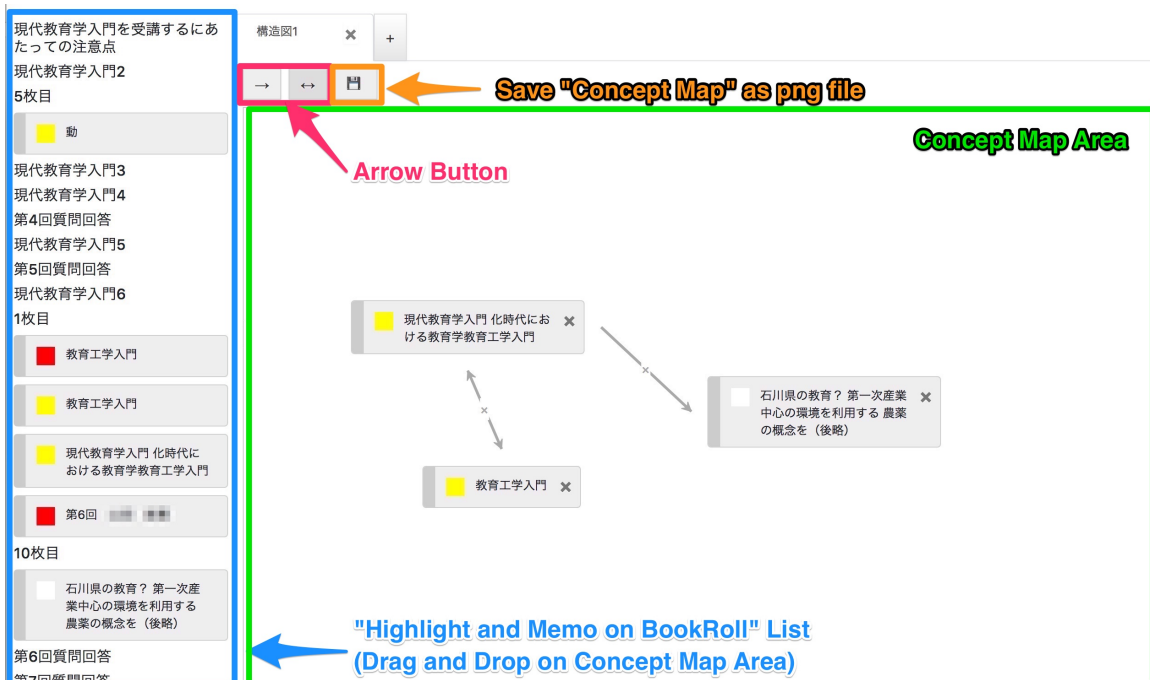 現代教育学入門を受講するにあ
たっての注意点
現代教育学入門2
5枚目
動
現代教育学入門3
現代教育学入門4
第4回質問回答
現代教育学入門5
第5回質問回答
現代教育学入門6
1枚目
教育工学入門
教育工学入門
現代教育学入門 化時代に
おける教育学教育工学入門
第6回
10枚目
石川県の教育？ 第一次産
業中心の環境を利用する
農薬の概念を（後略）
第6回質問回答
第7回質問回答
構造図1 ×
+
→ ↔
Save "Concept Map" as png file
Concept Map Area
Arrow Button
現代教育学入門 化時代にお ×
ける教育学教育工学入門
×
石川県の教育？ 第一次産業 ×
中心の環境を利用する 農薬
の概念を（後略）
×
教育工学入門 ×
"Highlight and Memo on BookRoll" List
(Drag and Drop on Concept Map Area)